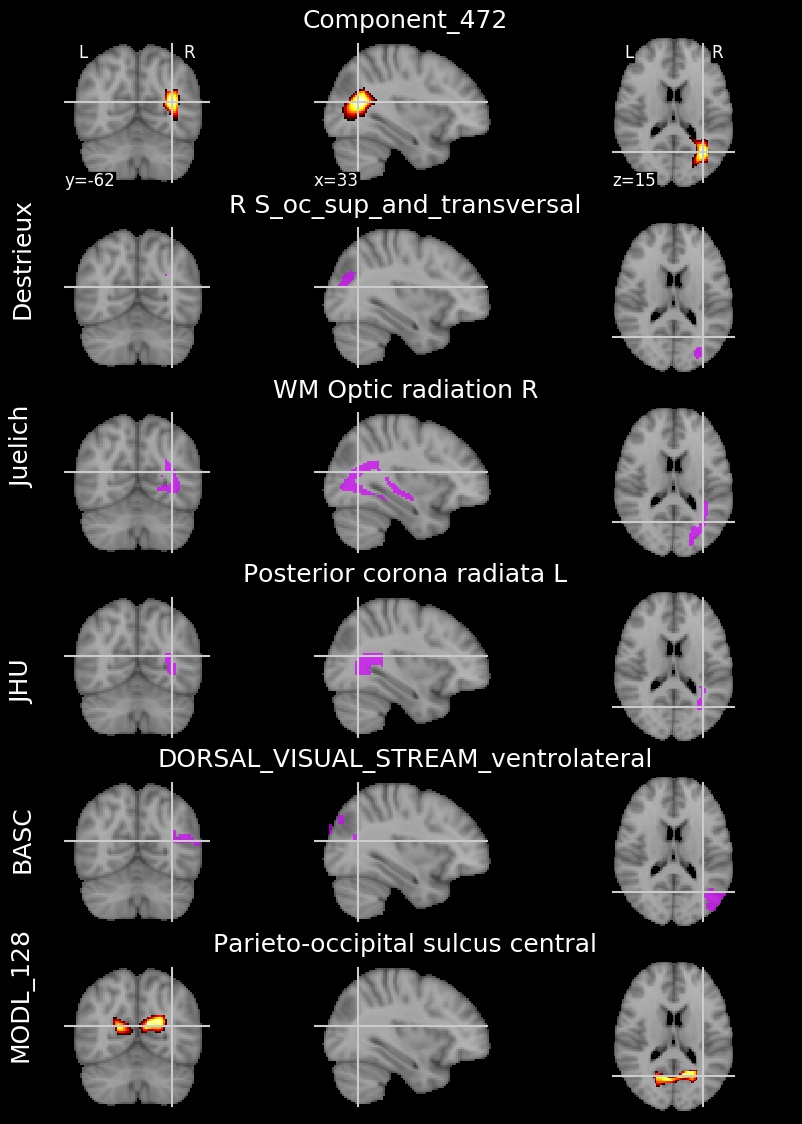 Component_472
L R
L R
y=-62
x=33
z=15
Destrieux
R S_oc_sup_and_transversal
Juelich
WM Optic radiation R
JHU
Posterior corona radiata L
BASC
DORSAL_VISUAL_STREAM_ventrolateral
MODL_128
Parieto-occipital sulcus central